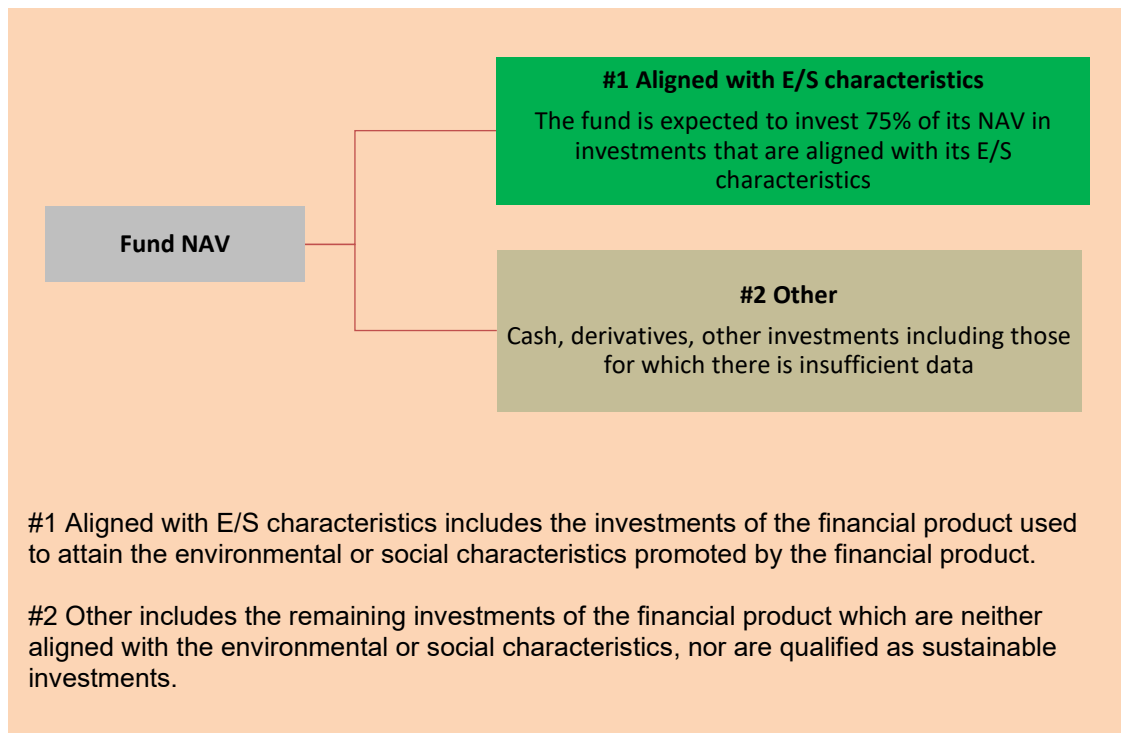 #1 Aligned with E/S characteristics
The fund is expected to invest 75% of its NAV in
investments that are aligned with its E/S
characteristics
Fund NAV
#2 Other
Cash, derivatives, other investments including those
for which there is insufficient data
#1 Aligned with E/S characteristics includes the investments of the financial product used
to attain the environmental or social characteristics promoted by the financial product.
#2 Other includes the remaining investments of the financial product which are neither
aligned with the environmental or social characteristics, nor are qualified as sustainable
investments.